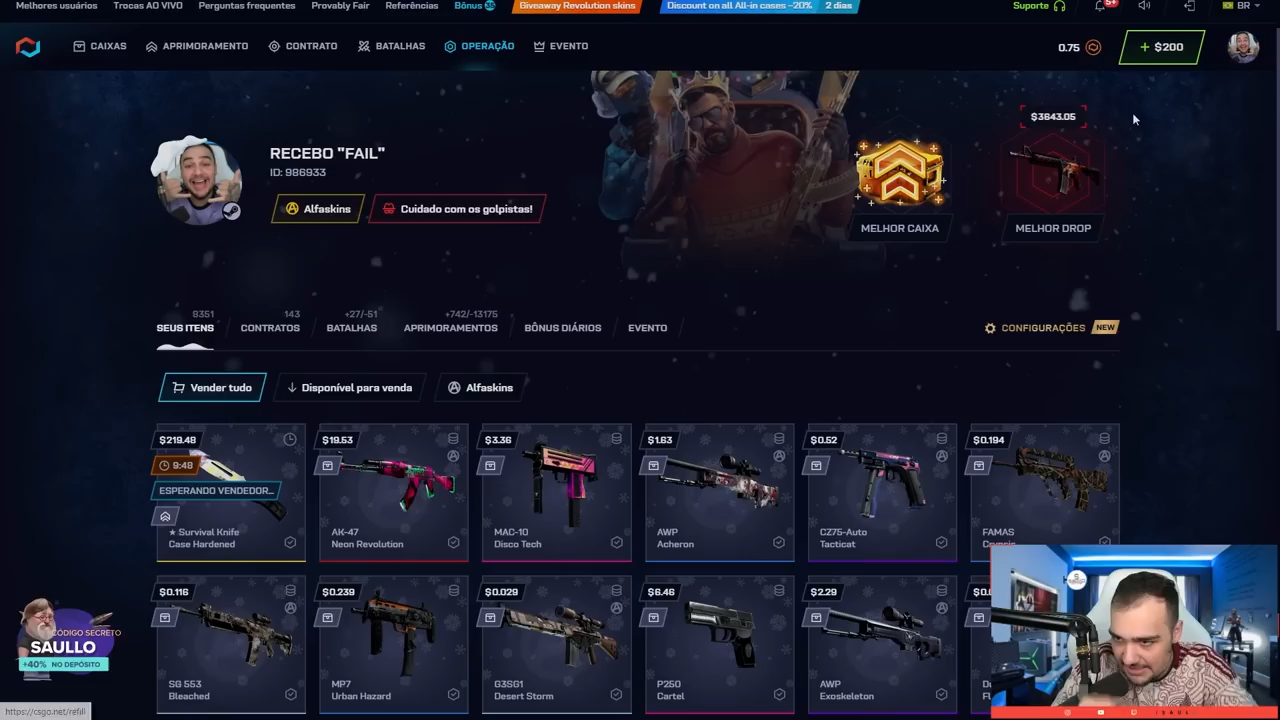 Melhores usuários Trocas AO VIVO Perguntas frequentes Provably Fair Referências Bônus Giveaway Revolution skins Discount on all All-in cases −20% 2 dias Suporte 5+ BR
CAIXAS APRIMORAMENTO CONTRATO BATALHAS OPERAÇÃO EVENTO 0.75 + $200
$3643.05
RECEBO "FAIL"
ID: 986933
Alfaskins Cuidado com os golpistas!
MELHOR CAIXA MELHOR DROP
8351 143 +27/-51 +742/-13175
SEUS ITENS CONTRATOS BATALHAS APRIMORAMENTOS BÔNUS DIÁRIOS EVENTO CONFIGURAÇÕES NEW
Vender tudo Disponível para venda Alfaskins
$219.48 $19.53 $3.36 $1.63 $0.52 $0.194
9:48
ESPERANDO VENDEDOR...
★ Survival Knife AK-47 MAC-10 AWP CZ75-Auto FAMAS
Case Hardened Neon Revolution Disco Tech Acheron Tacticat
$0.116 $0.239 $0.029 $6.46 $2.29
CÓDIGO SECRETO
SAULLO
+40% NO DEPÓSITO
SG 553 MP7 G3SG1 P250 AWP
Bleached Urban Hazard Desert Storm Cartel Exoskeleton
https://csgo.net/refill